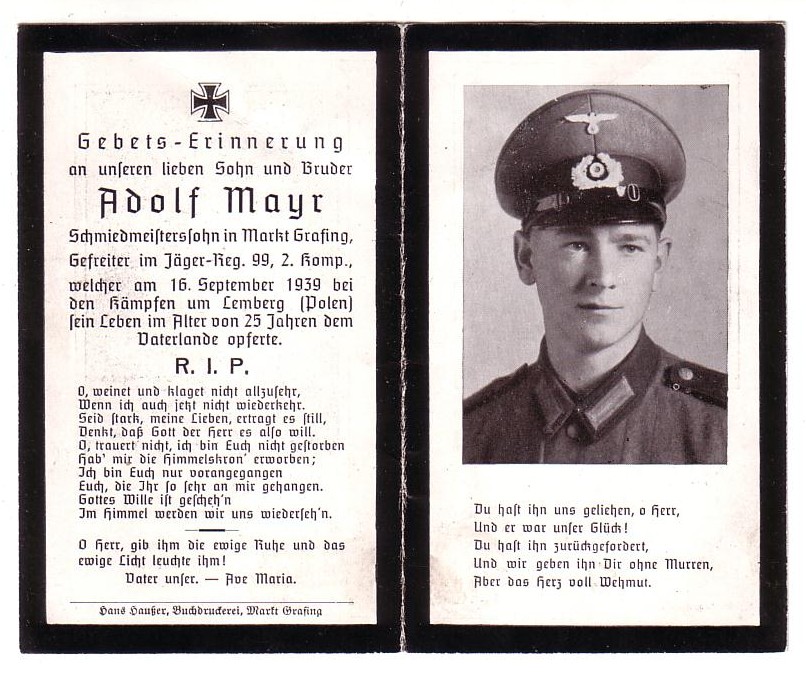 Gebets-Erinnerung
an unseren lieben Sohn und Bruder
Adolf Mayr
Schmiedmeisterssohn in Markt Grafing,
Gefreiter im Jäger-Reg. 99, 2. Komp.,
welcher am 16. September 1939 bei
den Kämpfen um Lemberg (Polen)
sein Leben im Alter von 25 Jahren dem
Vaterlande opferte.
R. I. P.
O, weinet und klaget nicht allzusehr,
Wenn ich auch jetzt nicht wiederkehr.
Seid stark, meine Lieben, ertragt es still,
Denkt, daß Gott der Herr es also will.
O, trauert nicht, ich bin Euch nicht gestorben
Hab' mir die Himmelskron' erworben;
Ich bin Euch nur vorangegangen
Euch, die Ihr so sehr an mir gehangen.
Gottes Wille ist gescheh'n
Im Himmel werden wir uns wiederseh'n.
O Herr, gib ihm die ewige Ruhe und das
ewige Licht leuchte ihm!
Vater unser. — Ave Maria.
Hans Haußer, Buchdruckerei, Markt Grafing
Du hast ihn uns geliehen, o Herr,
Und er war unser Glück!
Du hast ihn zurückgefordert,
Und wir geben ihn Dir ohne Murren,
Aber das Herz voll Wehmut.